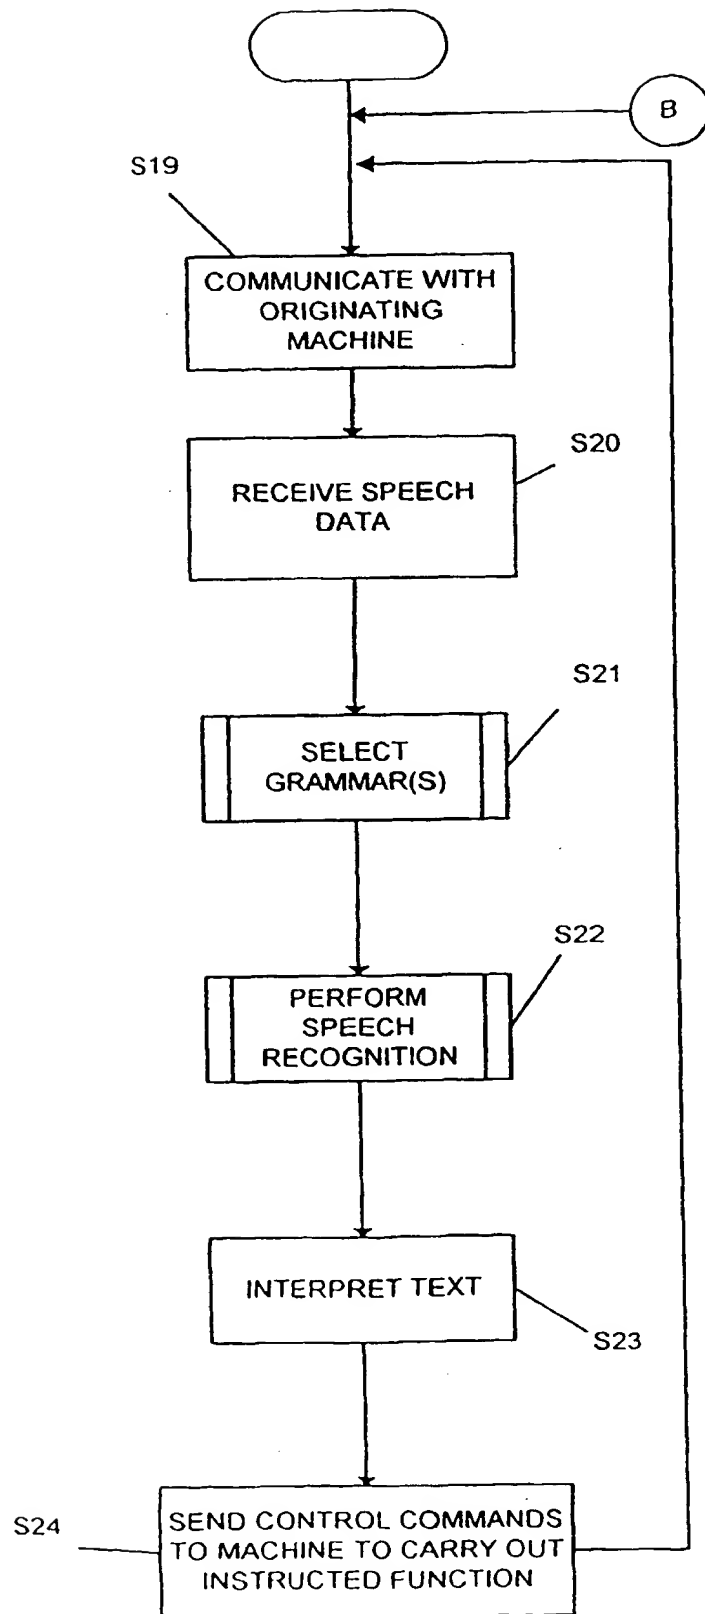 B
S19
COMMUNICATE WITH
ORIGINATING
MACHINE
S20
RECEIVE SPEECH
DATA
S21
SELECT
GRAMMAR(S)
S22
PERFORM
SPEECH
RECOGNITION
INTERPRET TEXT
S23
S24
SEND CONTROL COMMANDS
TO MACHINE TO CARRY OUT
INSTRUCTED FUNCTION